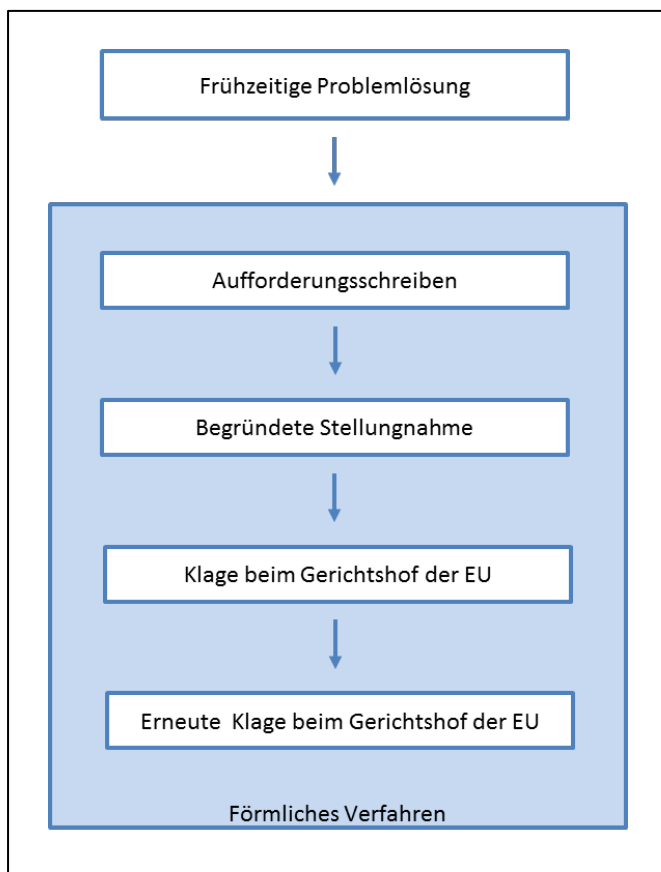 Frühzeitige Problemlösung
Aufforderungsschreiben
Begründete Stellungnahme
Klage beim Gerichtshof der EU
Erneute  Klage beim Gerichtshof der EU
Förmliches Verfahren